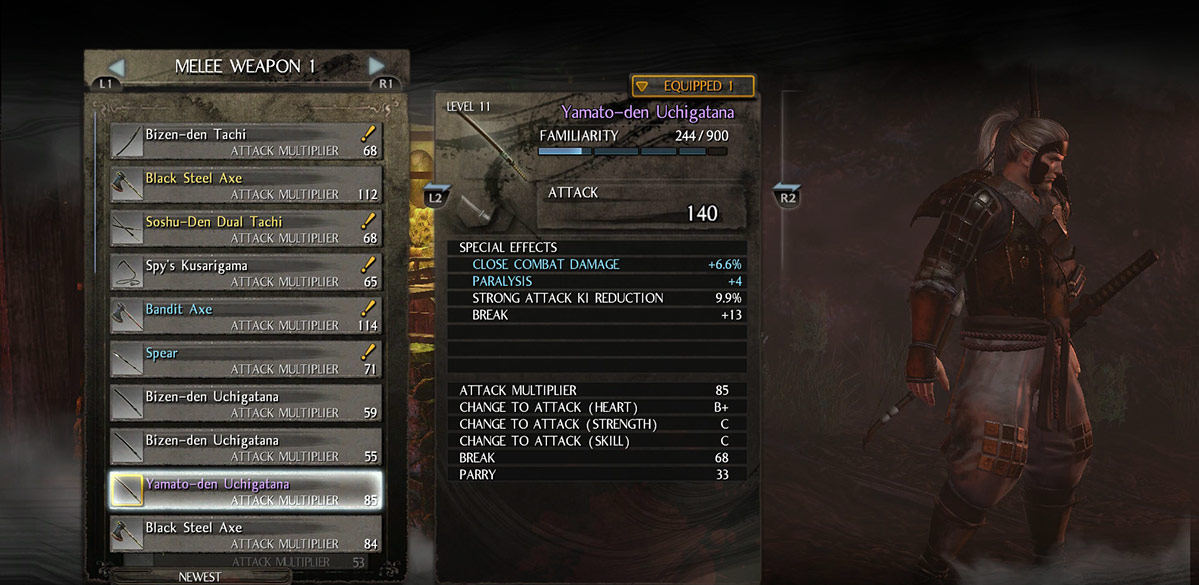 MELEE WEAPON 1
L1
R1
Bizen-den Tachi
ATTACK MULTIPLIER 68
Black Steel Axe
ATTACK MULTIPLIER 112
Soshu-Den Dual Tachi
ATTACK MULTIPLIER 68
Spy's Kusarigama
ATTACK MULTIPLIER 65
Bandit Axe
ATTACK MULTIPLIER 114
Spear
ATTACK MULTIPLIER 71
Bizen-den Uchigatana
ATTACK MULTIPLIER 59
Bizen-den Uchigatana
ATTACK MULTIPLIER 55
Yamato-den Uchigatana
ATTACK MULTIPLIER 85
Black Steel Axe
ATTACK MULTIPLIER 84
ATTACK MULTIPLIER 53
NEWEST
EQUIPPED 1
LEVEL 11
Yamato-den Uchigatana
FAMILIARITY 244/900
L2
R2
ATTACK
140
SPECIAL EFFECTS
CLOSE COMBAT DAMAGE +6.6%
PARALYSIS +4
STRONG ATTACK KI REDUCTION 9.9%
BREAK +13
ATTACK MULTIPLIER 85
CHANGE TO ATTACK (HEART) B+
CHANGE TO ATTACK (STRENGTH) C
CHANGE TO ATTACK (SKILL) C
BREAK 68
PARRY 33